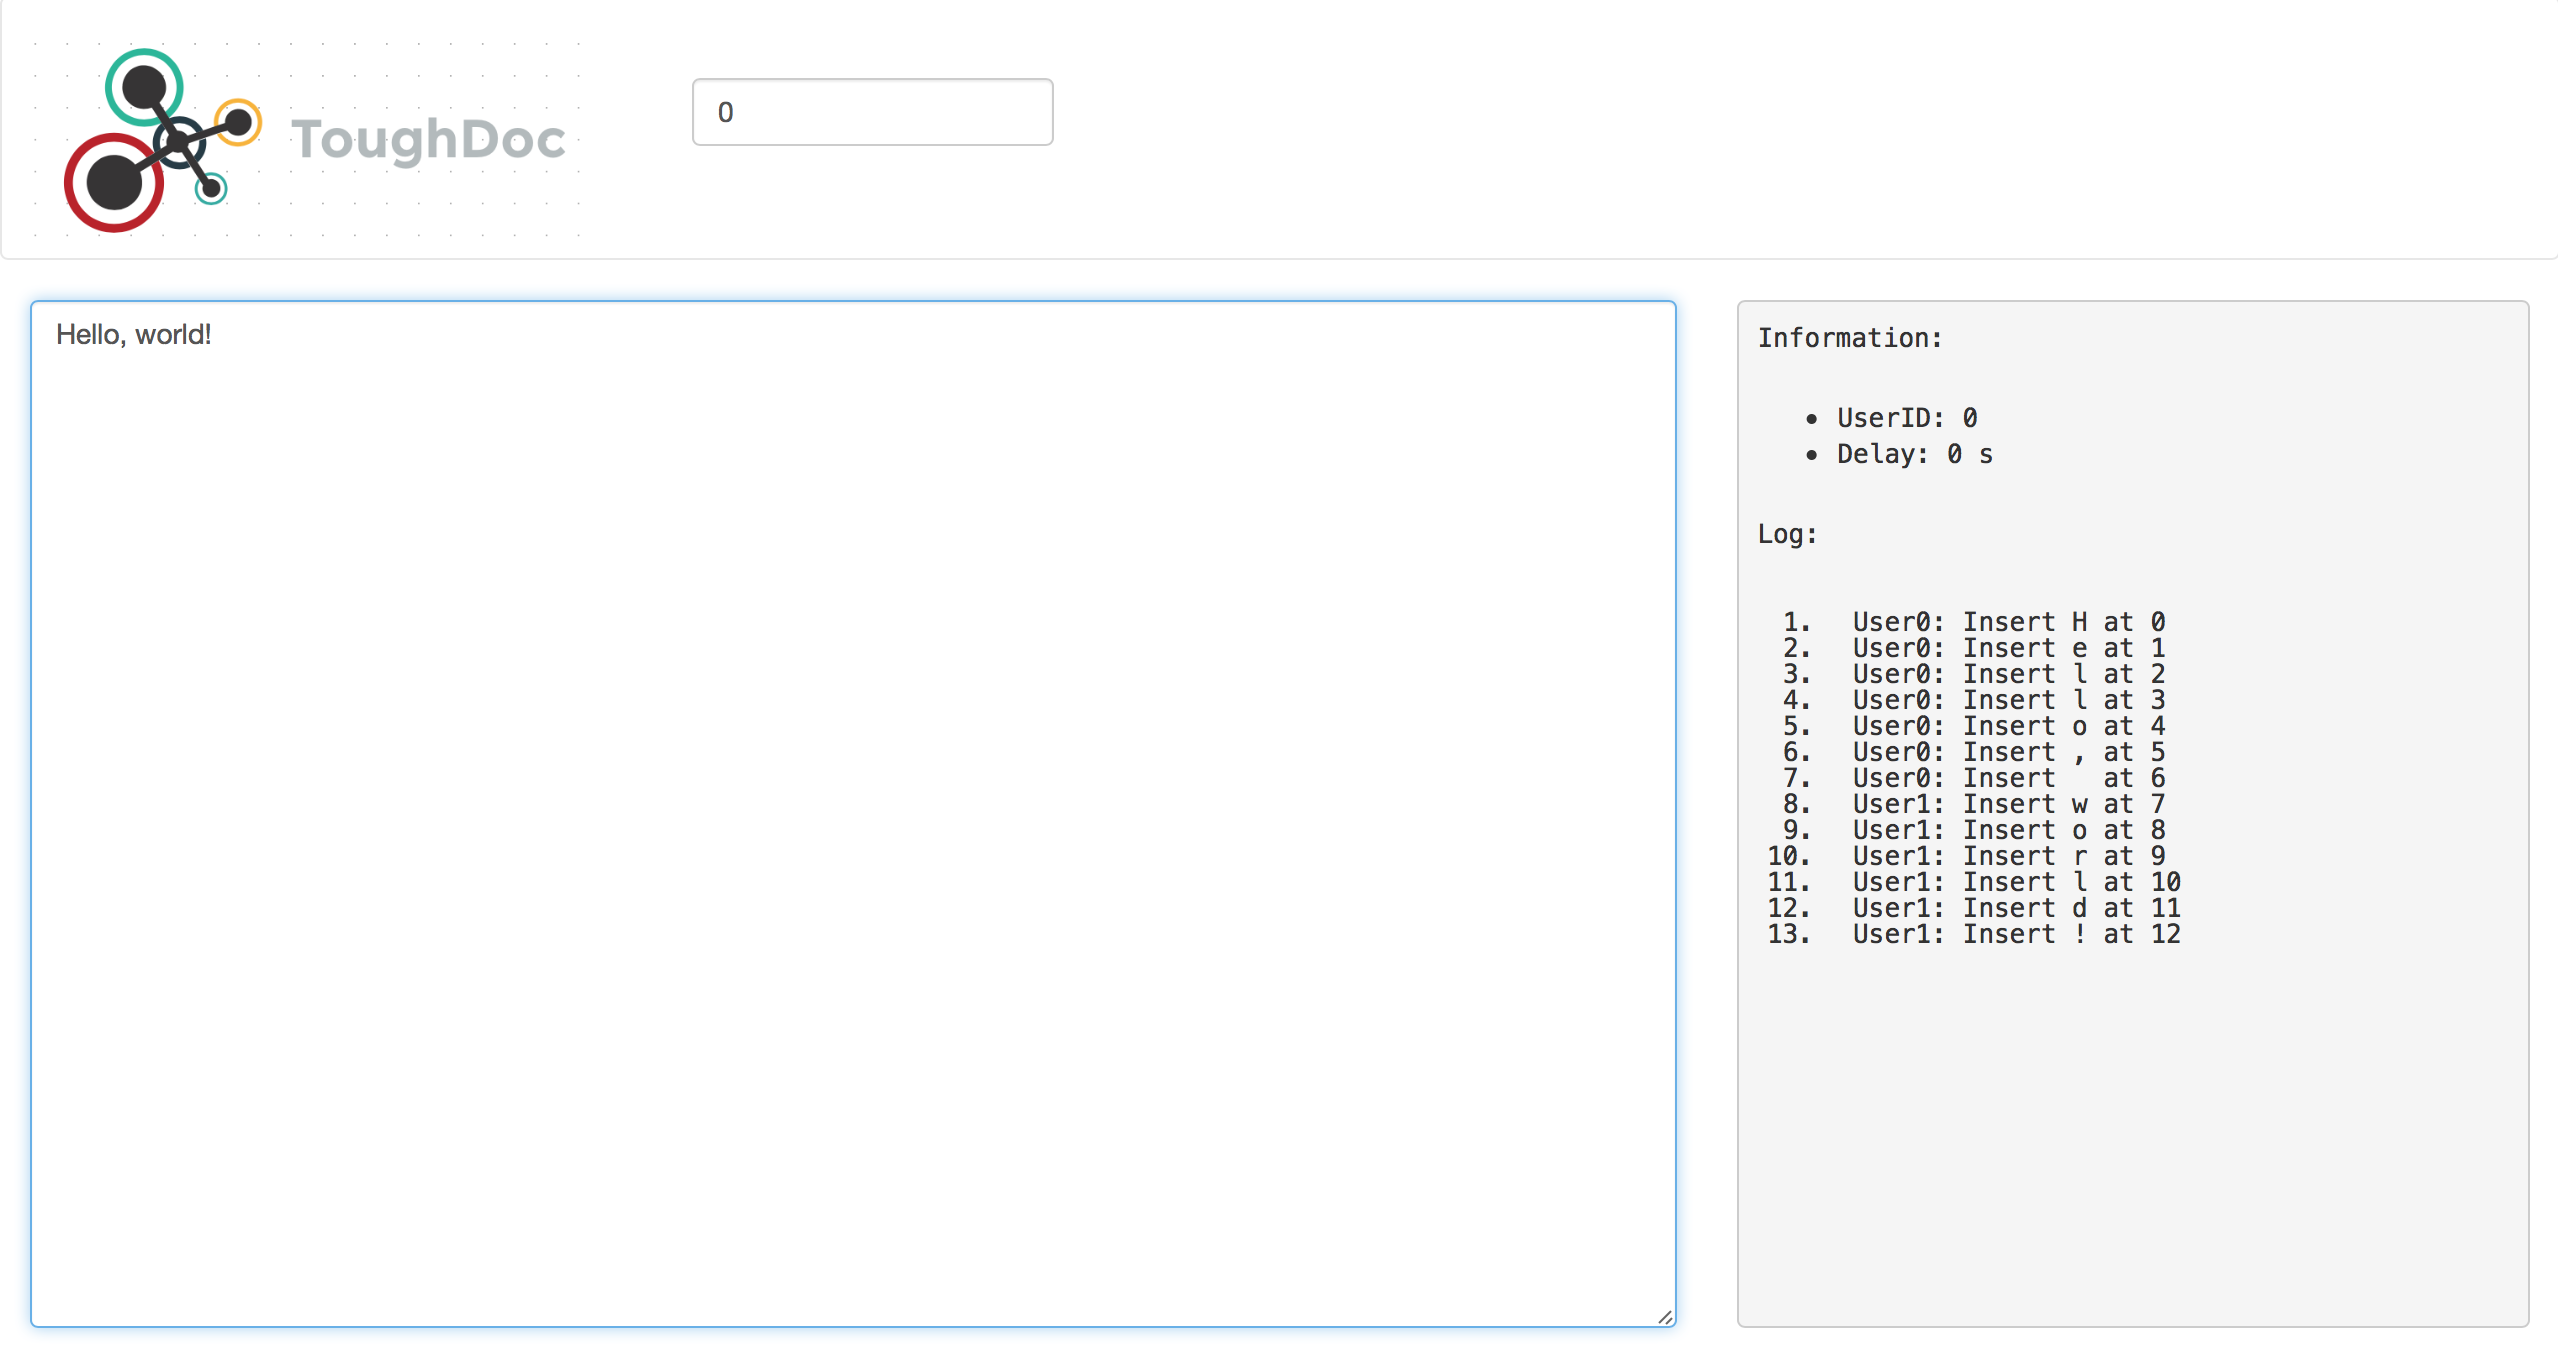 ToughDoc
0
Hello, world!
Information:
• UserID: 0
• Delay: 0 s
Log:
1. User0: Insert H at 0
2. User0: Insert e at 1
3. User0: Insert l at 2
4. User0: Insert l at 3
5. User0: Insert o at 4
6. User0: Insert , at 5
7. User0: Insert   at 6
8. User1: Insert w at 7
9. User1: Insert o at 8
10. User1: Insert r at 9
11. User1: Insert l at 10
12. User1: Insert d at 11
13. User1: Insert ! at 12